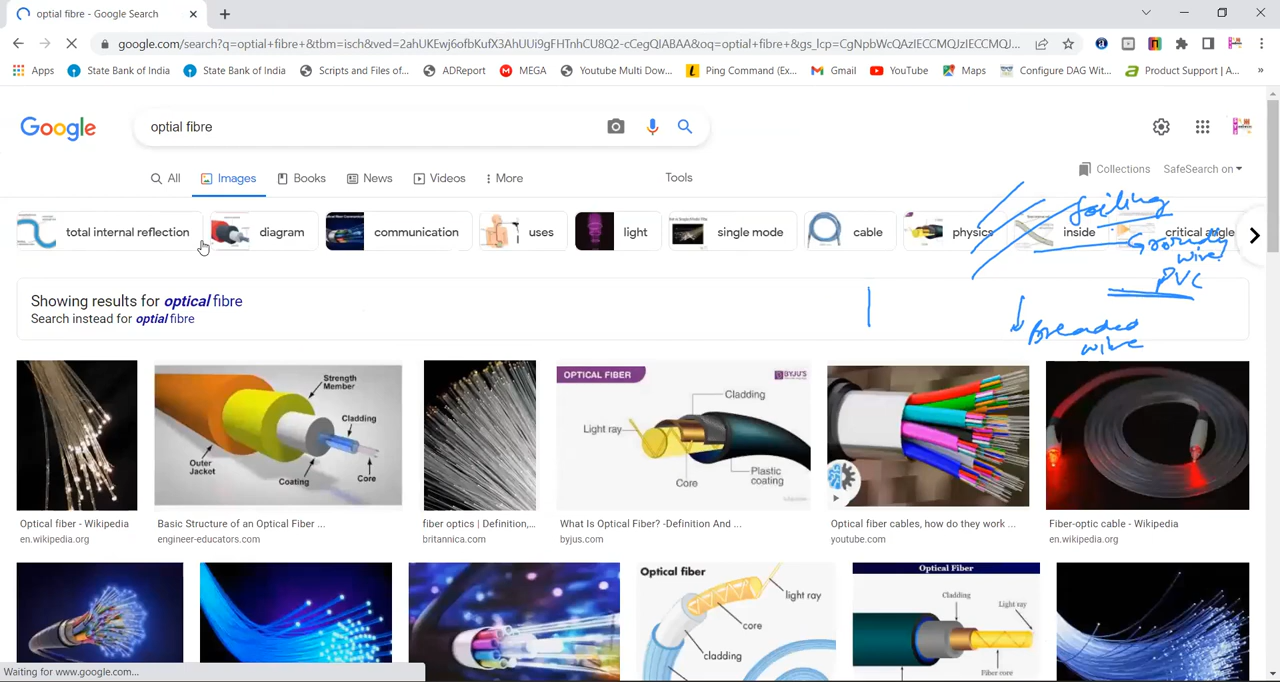 optial fibre - Google Search
google.com/search?q=optial+fibre+&tbm=isch&ved=2ahUKEwj6ofbKufX3AhUUi9gFHTnhCU8Q2-cCegQIABAA&oq=optial+fibre+&gs_lcp=CgNpbWcQAzIECCMQJzIECCMQJ...
Apps State Bank of India State Bank of India Scripts and Files of... ADReport MEGA Youtube Multi Dow... Ping Command (Ex... Gmail YouTube Maps Configure DAG Wit... Product Support | A... »
Google optial fibre
All Images Books News Videos More Tools Collections SafeSearch on
total internal reflection diagram communication uses light single mode cable physics inside critical angle
foiling
Grounding wire
PVC
Breaded wire
Showing results for optical fibre
Search instead for optial fibre
Strength Member
Cladding
Outer Jacket
Coating
Core
OPTICAL FIBER
BYJU'S
Cladding
Light ray
Core
Plastic coating
Optical fiber - Wikipedia
en.wikipedia.org
Basic Structure of an Optical Fiber ...
engineer-educators.com
fiber optics | Definition,...
britannica.com
What Is Optical Fiber? -Definition And ...
byjus.com
Optical fiber cables, how do they work ...
youtube.com
Fiber-optic cable - Wikipedia
en.wikipedia.org
Optical fiber
light ray
core
cladding
Optical Fiber
Cladding
Light ray
Fiber core
Waiting for www.google.com...